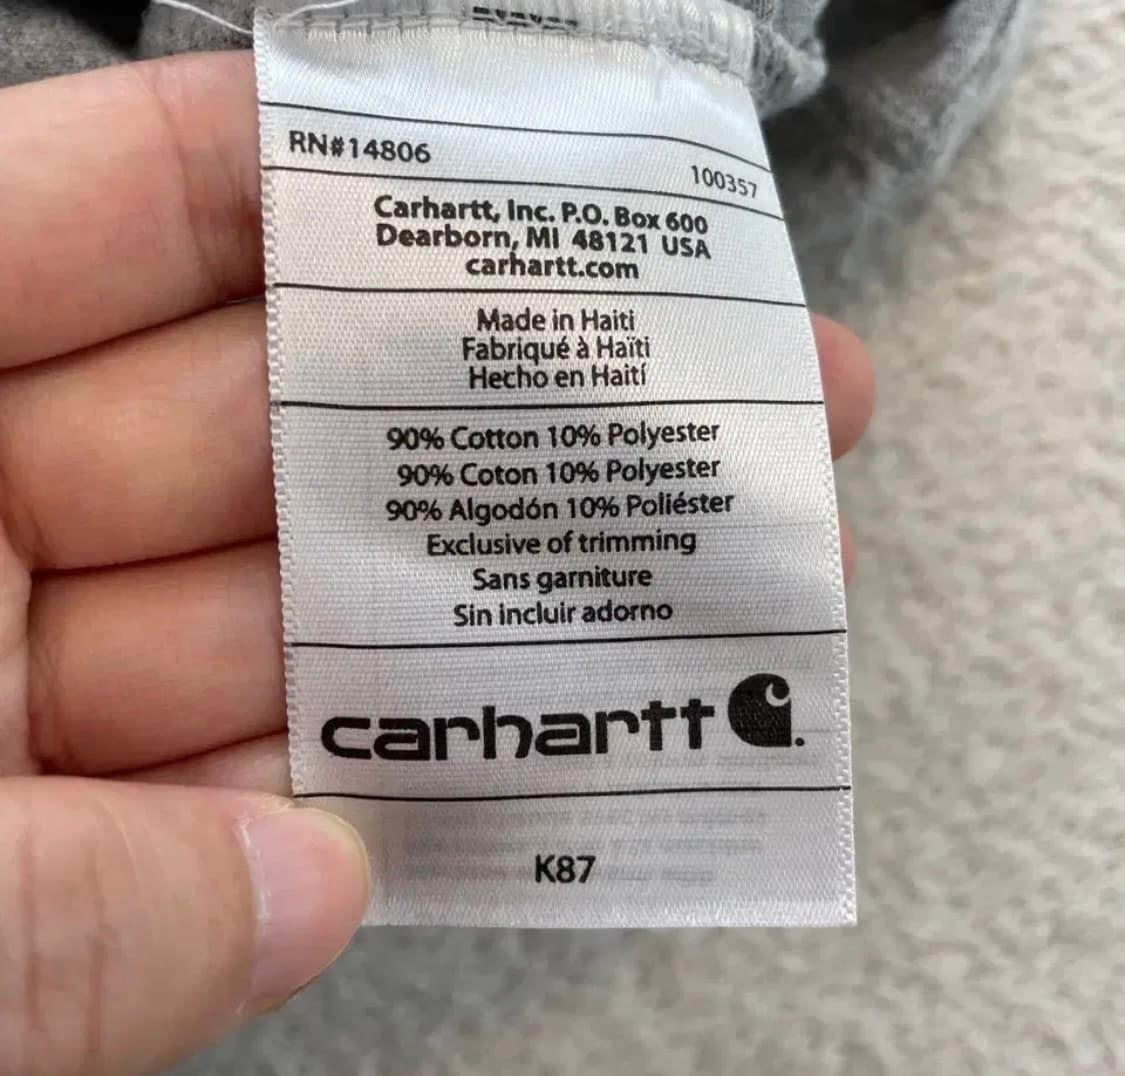 RN#14806
100357
Carhartt, Inc. P.O. Box 600
Dearborn, MI 48121 USA
carhartt.com
Made in Haiti
Fabriqué à Haïti
Hecho en Haití
90% Cotton 10% Polyester
90% Coton 10% Polyester
90% Algodón 10% Poliéster
Exclusive of trimming
Sans garniture
Sin incluir adorno
carhartt
K87